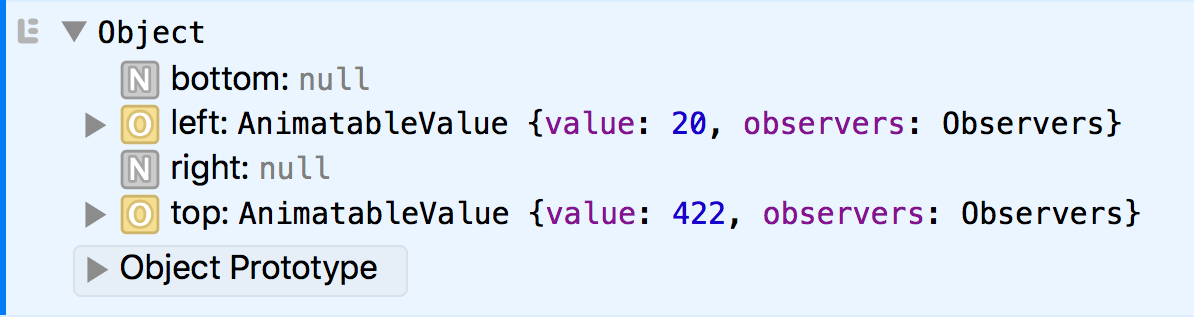 Object
N bottom: null
O left: AnimatableValue {value: 20, observers: Observers}
N right: null
O top: AnimatableValue {value: 422, observers: Observers}
Object Prototype